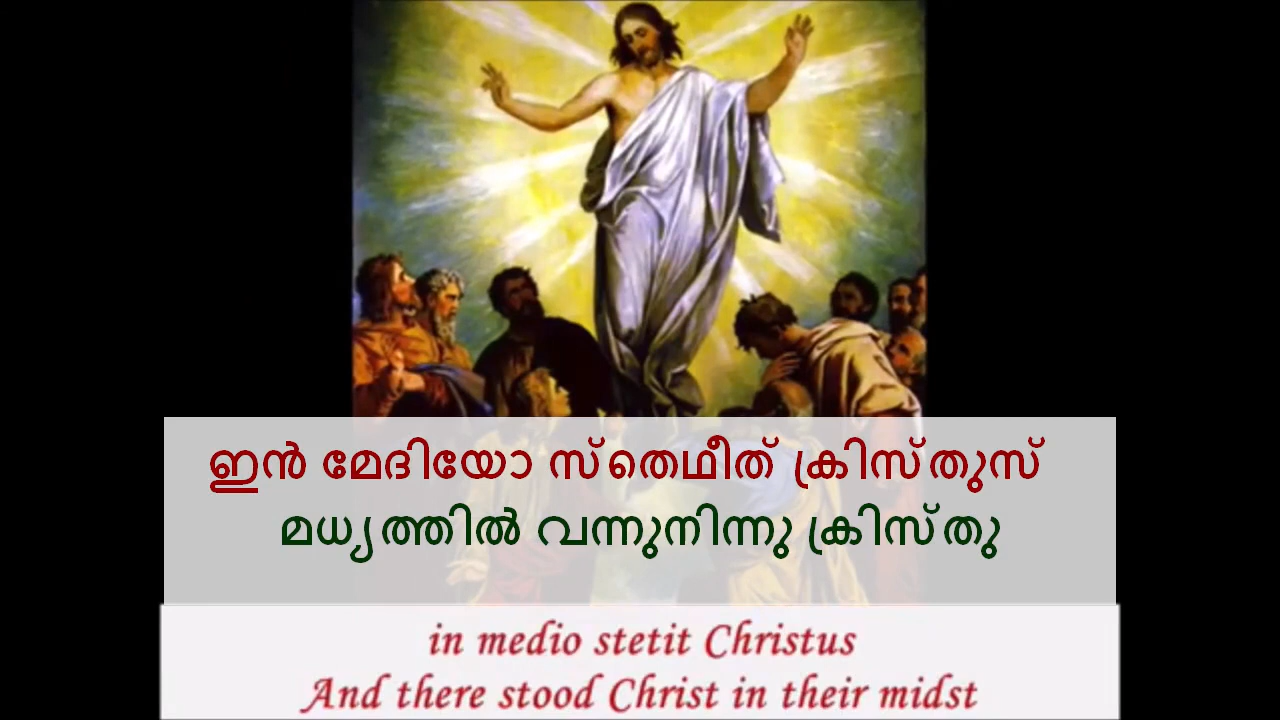 ഇൻ മേദിയോ സ്തെഥീത് ക്രിസ്തുസ്
മധ്യത്തിൽ വന്നുനിന്നു ക്രിസ്തു
in medio stetit Christus
And there stood Christ in their midst